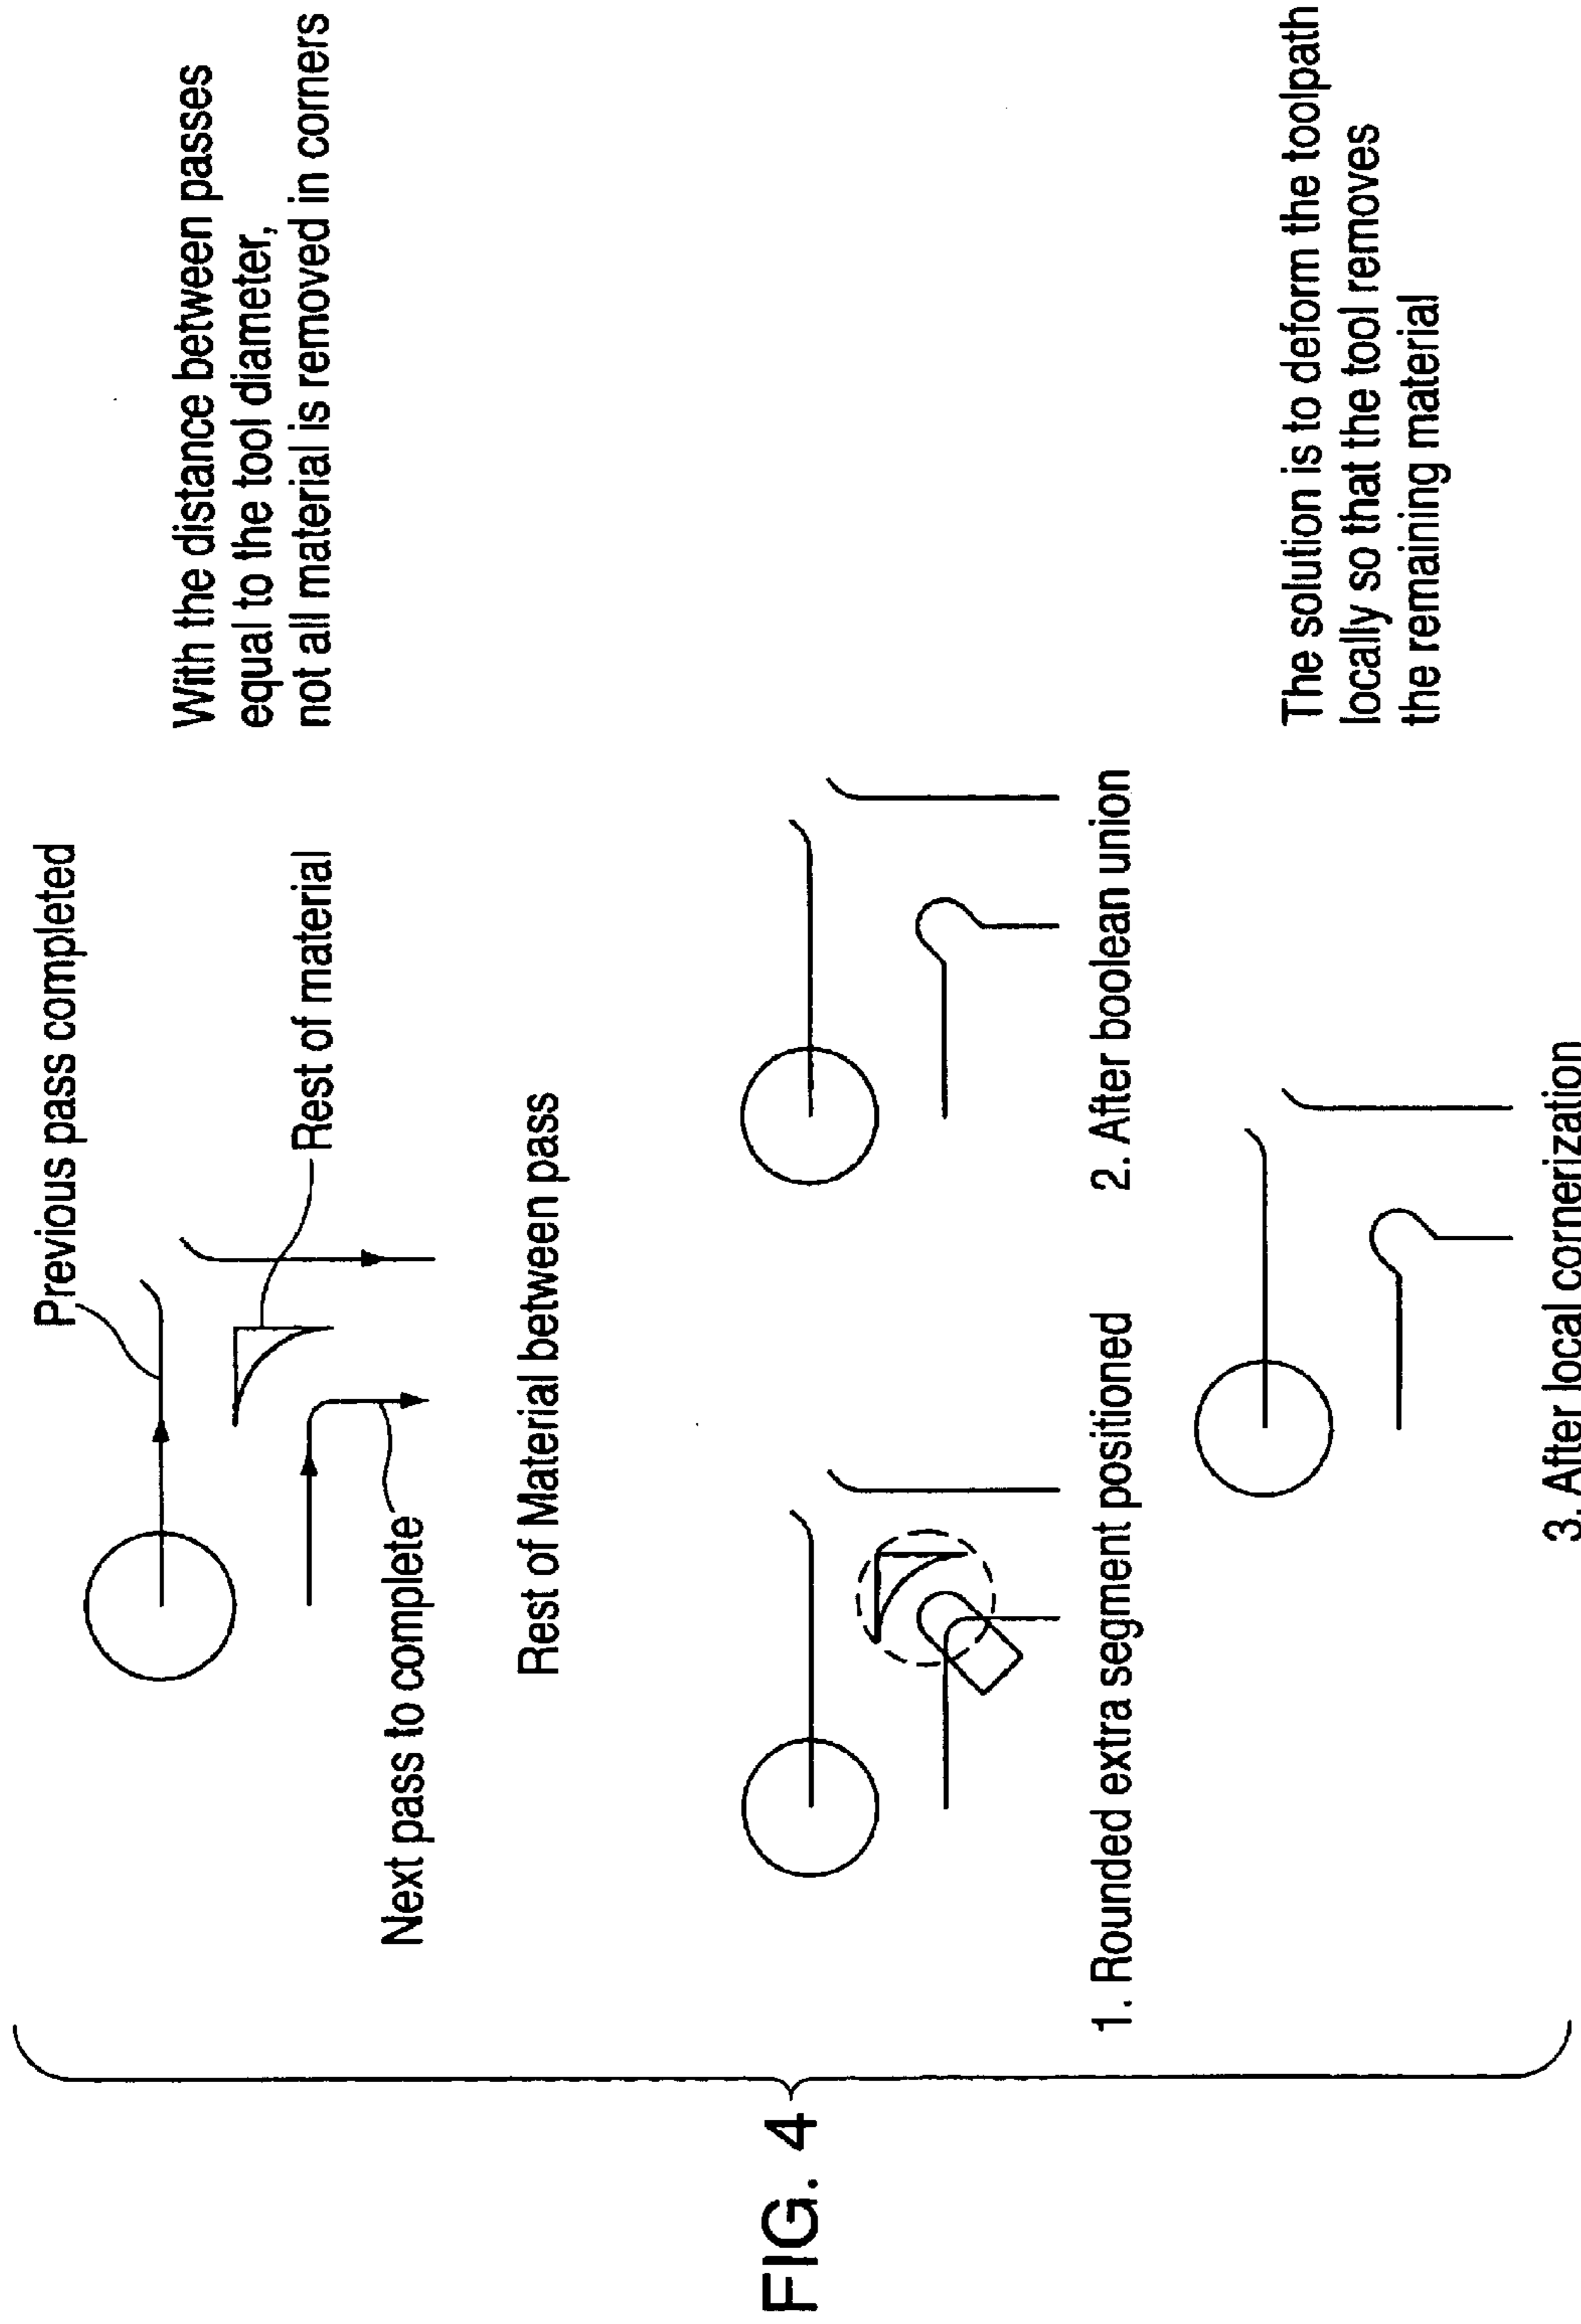 FIG. 4
Previous pass completed
Rest of material
Next pass to complete
Rest of Material between pass
With the distance between passes
equal to the tool diameter,
not all material is removed in corners
1. Rounded extra segment positioned
2. After boolean union
3. After local cornerization
The solution is to deform the toolpath
locally so that the tool removes
the remaining material